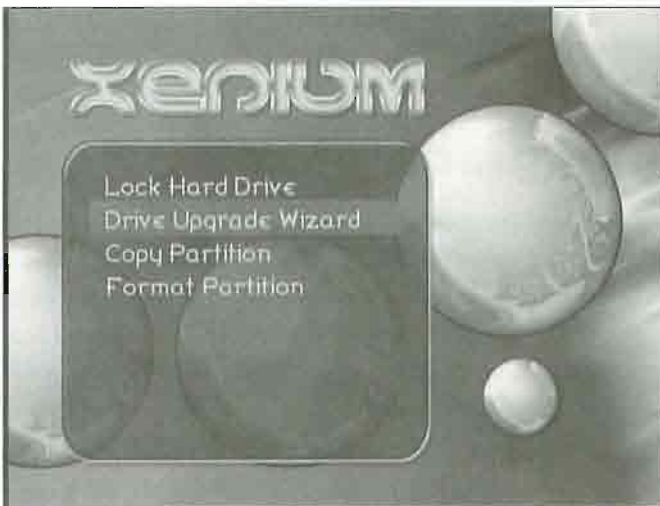 XENIUM
Lock Hard Drive
Drive Upgrade Wizard
Copy Partition
Format Partition